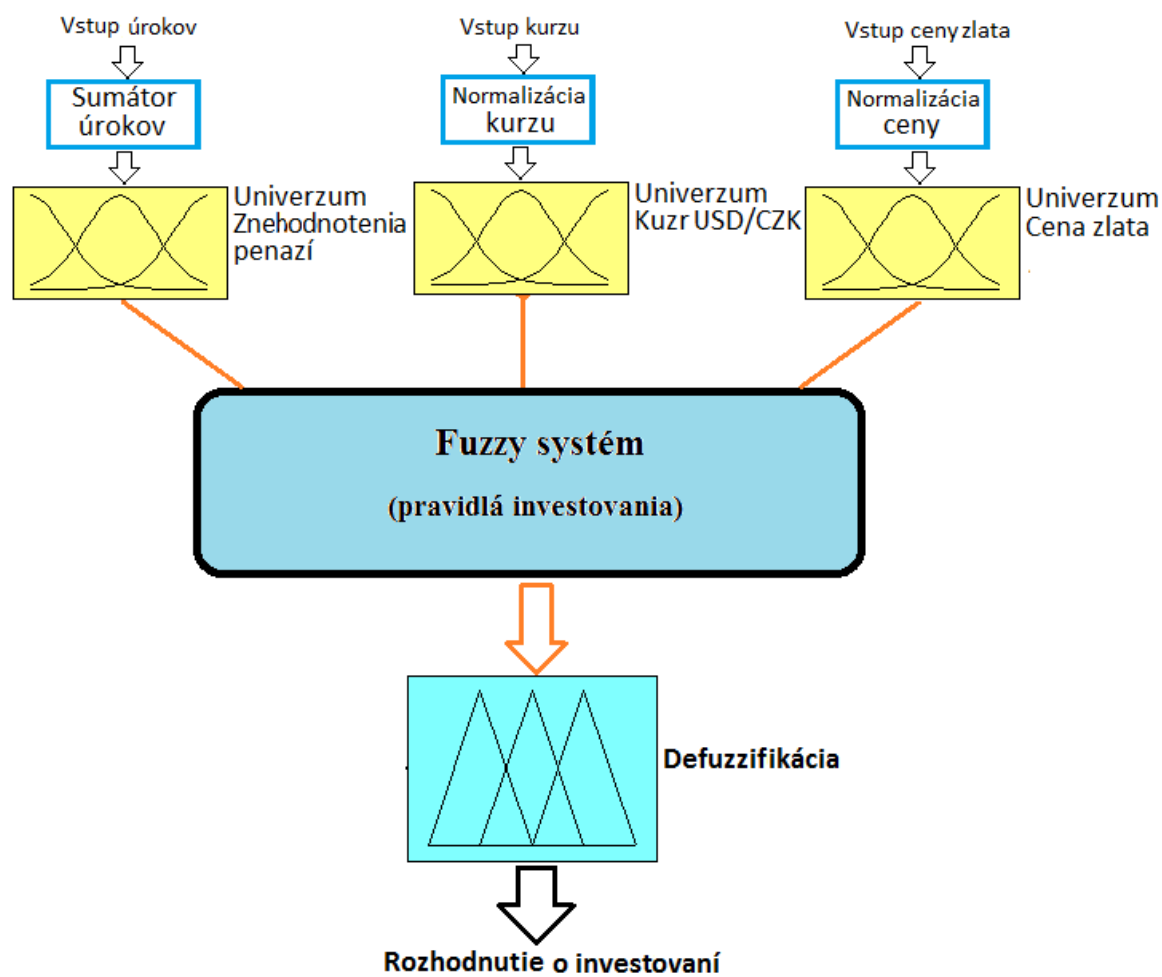 Vstup úrokov
Vstup kurzu
Vstup ceny zlata
Sumátor
úrokov
Normalizácia
kurzu
Normalizácia
ceny
Univerzum
Znehodnotenia
penazí
Univerzum
Kuzr USD/CZK
Univerzum
Cena zlata
Fuzzy systém
(pravidlá investovania)
Defuzzifikácia
Rozhodnutie o investovaní